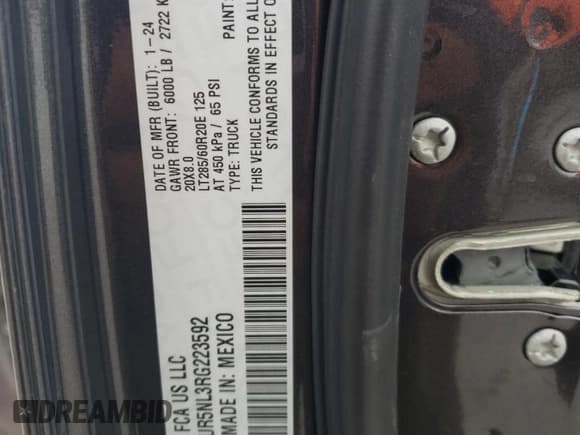 DATE OF MFR (BUILT): 1-24
GAWR FRONT: 6000 LB / 2722 K
20X8.0
LT285/60R20E 125
AT 450 kPa / 65 PSI
TYPE: TRUCK
PAINT:
THIS VEHICLE CONFORMS TO ALL
STANDARDS IN EFFECT O
FCA US LLC
UR5NL3RG223592
MADE IN: MEXICO
DREAMBID